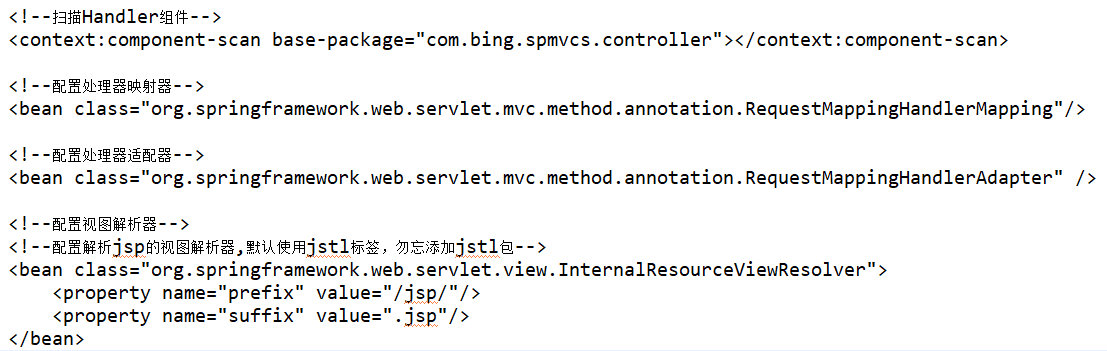 <!--扫描Handler组件-->
<context:component-scan base-package="com.bing.spmvcs.controller"></context:component-scan>
<!--配置处理器映射器-->
<bean class="org.springframework.web.servlet.mvc.method.annotation.RequestMappingHandlerMapping"/>
<!--配置处理器适配器-->
<bean class="org.springframework.web.servlet.mvc.method.annotation.RequestMappingHandlerAdapter" />
<!--配置视图解析器-->
<!--配置解析jsp的视图解析器,默认使用jstl标签，勿忘添加jstl包-->
<bean class="org.springframework.web.servlet.view.InternalResourceViewResolver">
    <property name="prefix" value="/jsp/"/>
    <property name="suffix" value=".jsp"/>
</bean>